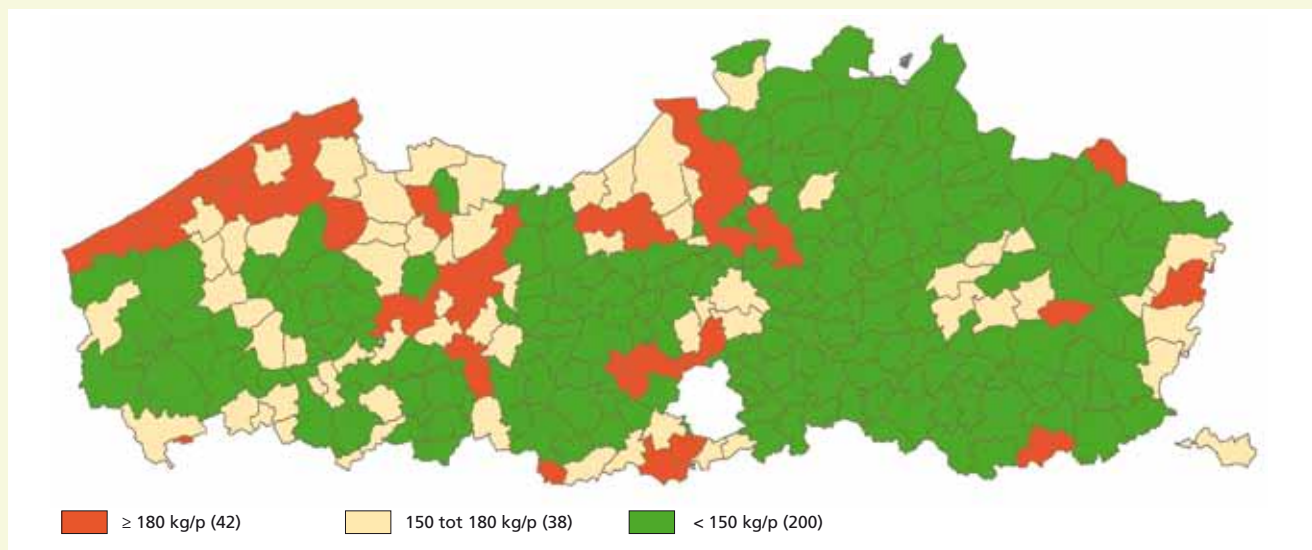 ≥ 180 kg/p (42) 150 tot 180 kg/p (38) < 150 kg/p (200)